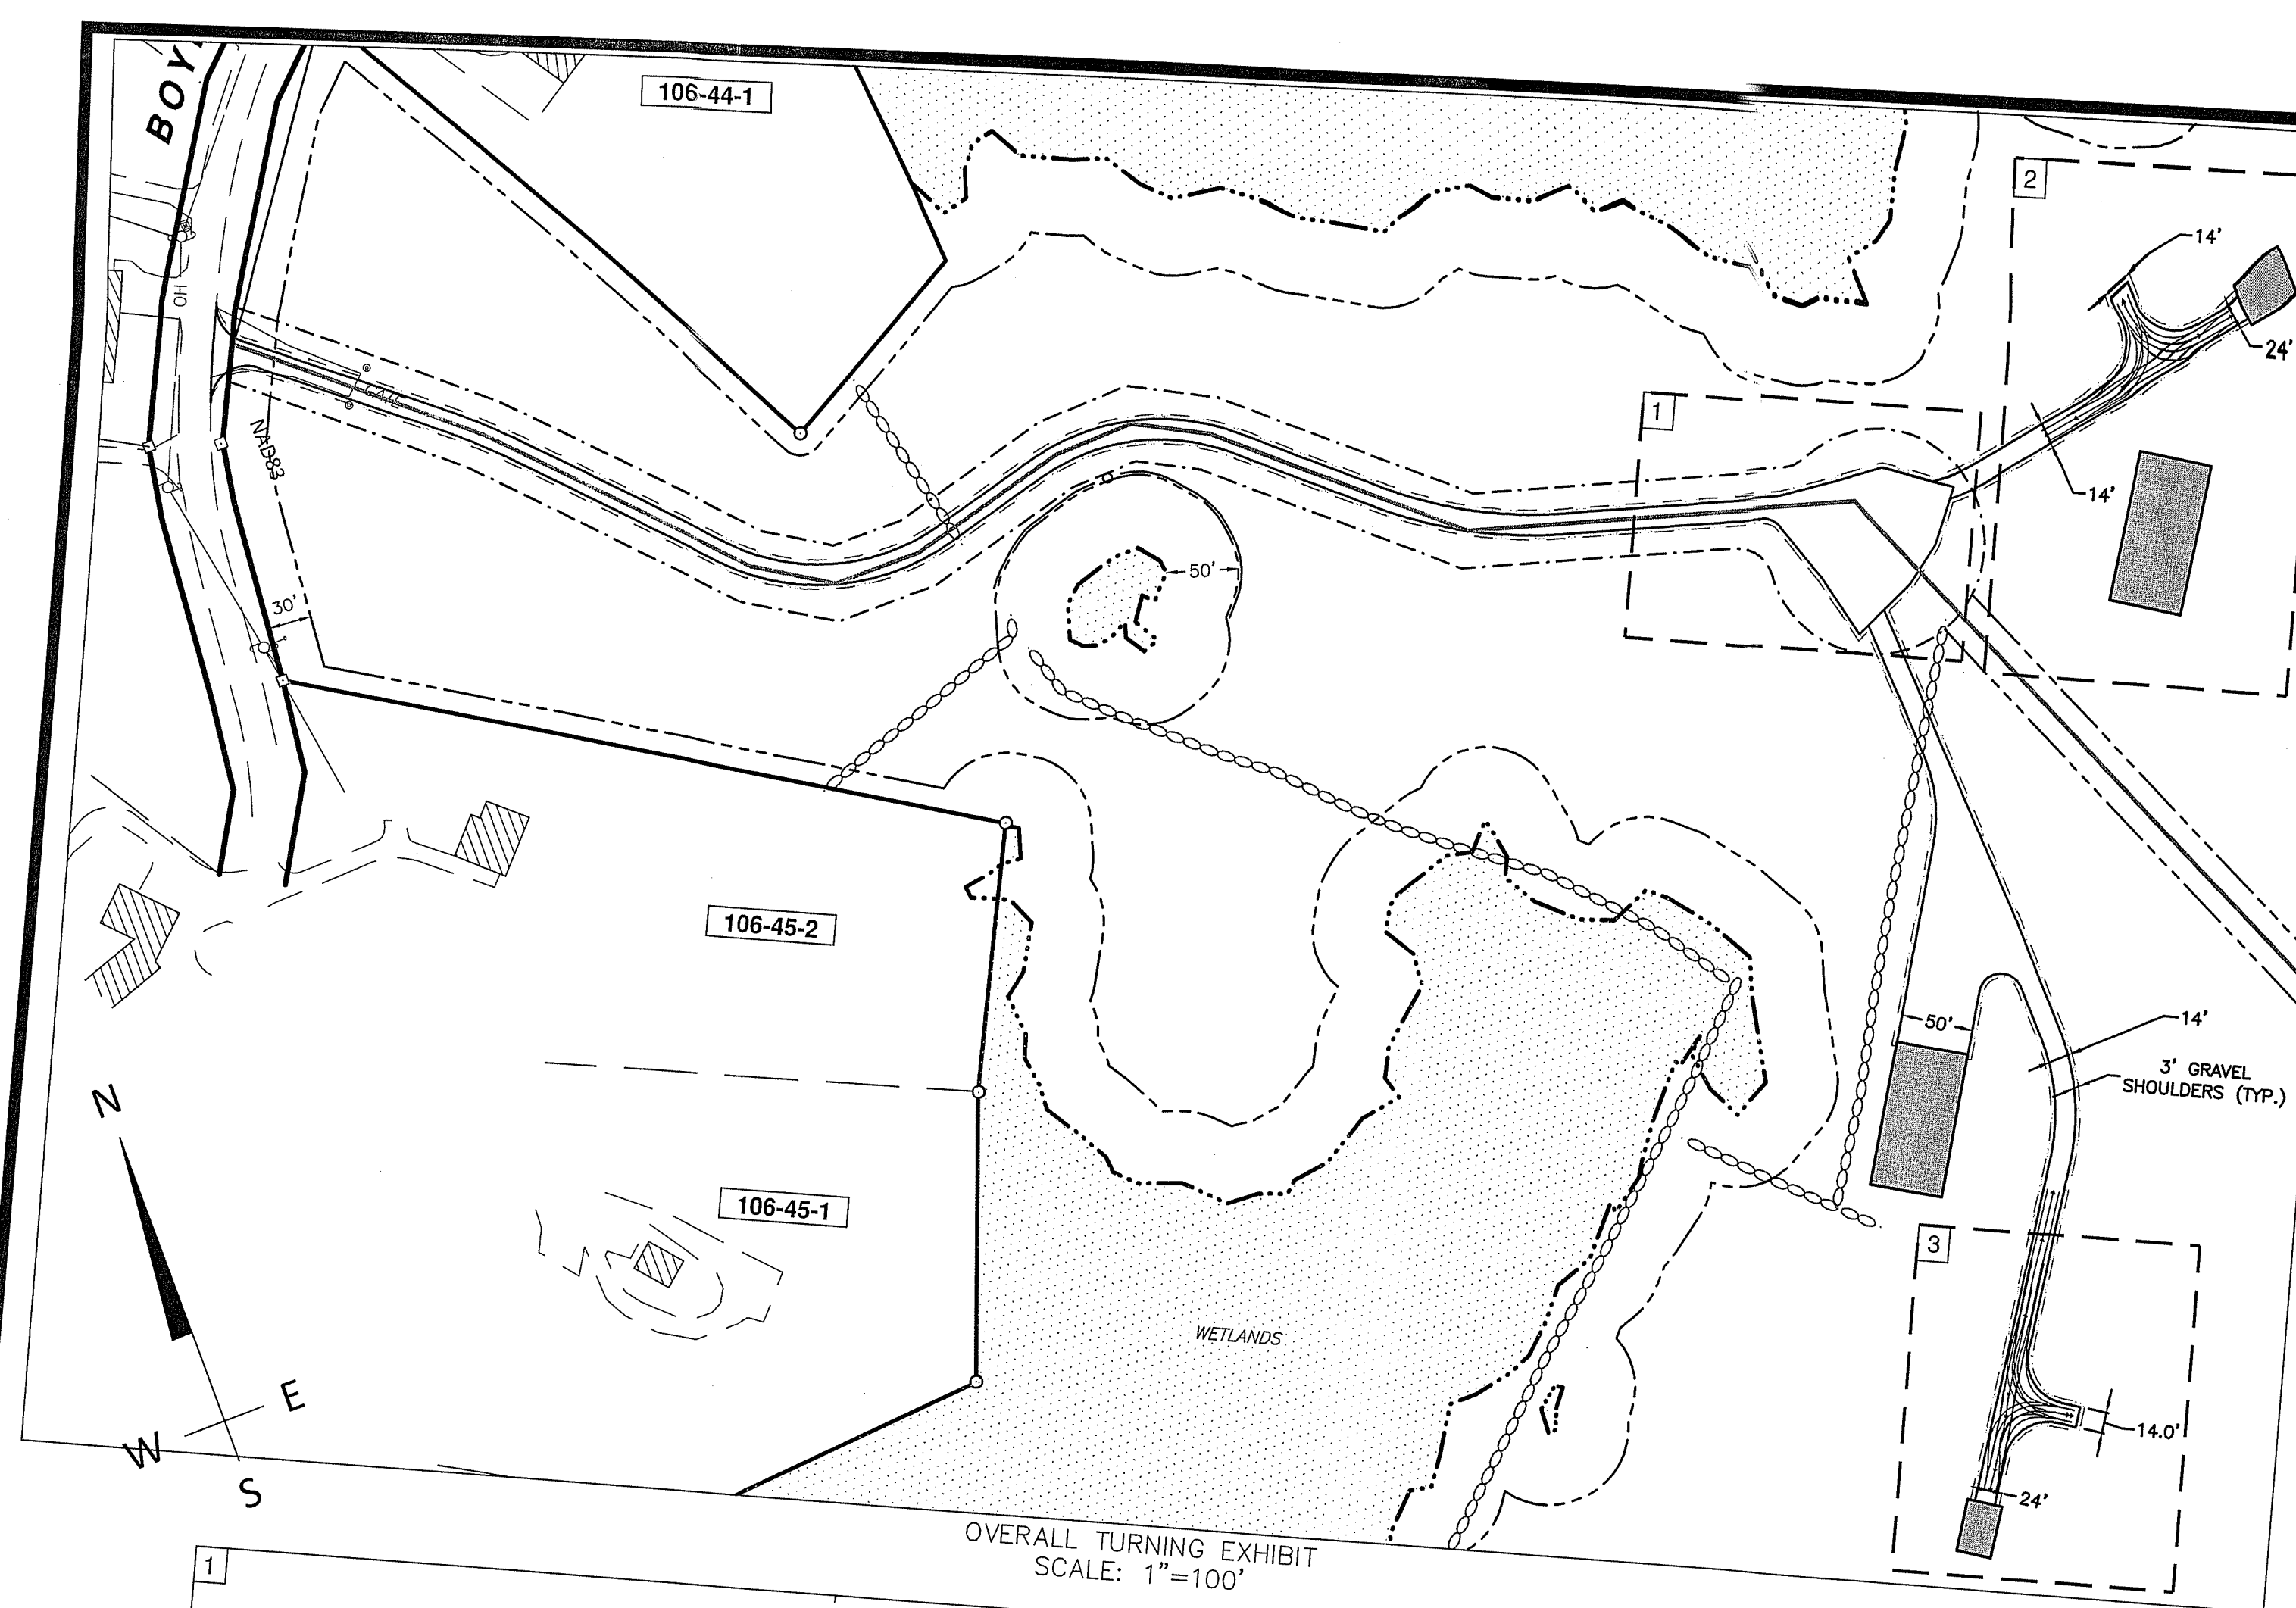 BOY
106-44-1
2
14'
24'
OH
GATE
NAD83
1
14'
50'
30'
106-45-2
50'
14'
3' GRAVEL
SHOULDERS (TYP.)
N
106-45-1
3
WETLANDS
E
W
S
14.0'
24'
OVERALL TURNING EXHIBIT
SCALE: 1"=100'
1